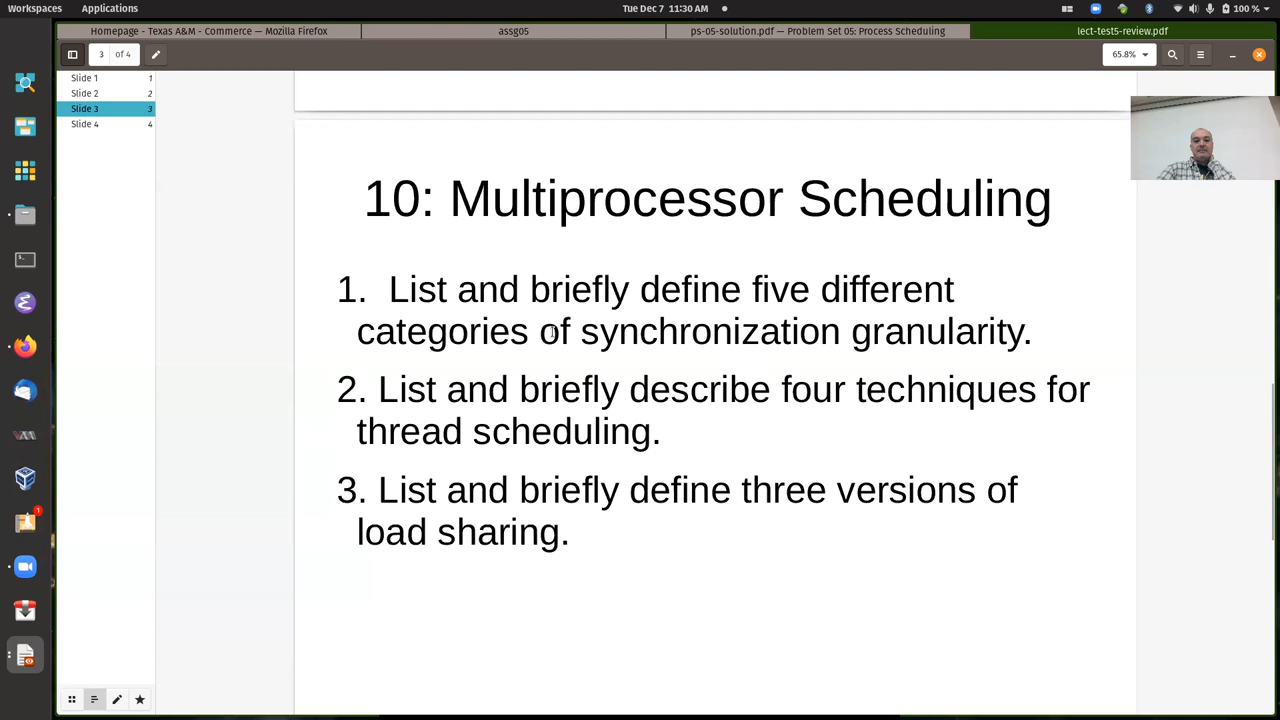 Workspaces Applications Tue Dec 7 11:30 AM 100 %
Homepage - Texas A&M - Commerce — Mozilla Firefox assg05 ps-05-solution.pdf — Problem Set 05: Process Scheduling lect-test5-review.pdf
3 of 4 65.8%
Slide 1 1
Slide 2 2
Slide 3 3
Slide 4 4
10: Multiprocessor Scheduling
1. List and briefly define five different
categories of synchronization granularity.
2. List and briefly describe four techniques for
thread scheduling.
3. List and briefly define three versions of
load sharing.
1